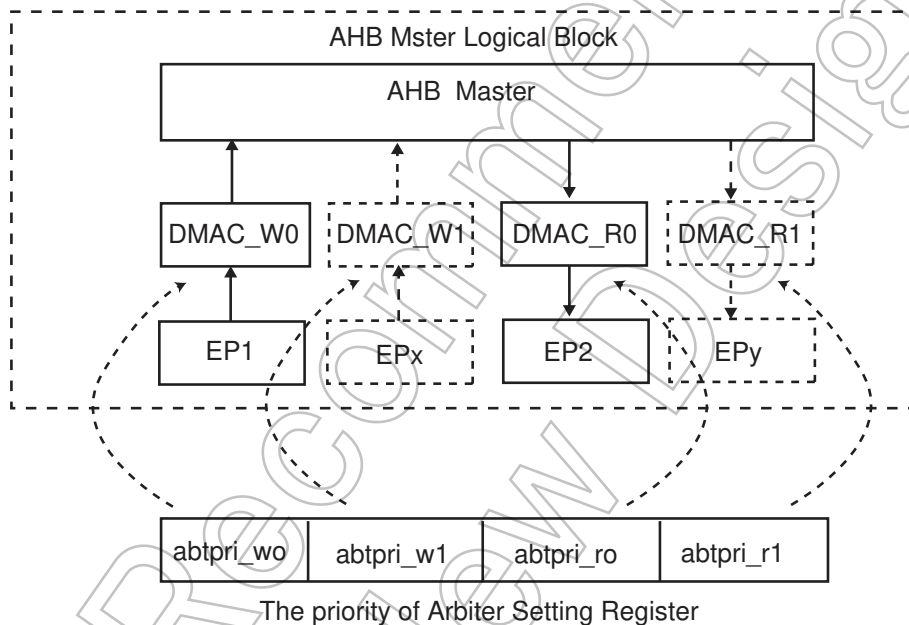 AHB Mster Logical Block
AHB Master
DMAC_W0 DMAC_W1 DMAC_R0 DMAC_R1
EP1 EPx EP2 EPy
abtpri_wo abtpri_w1 abtpri_ro abtpri_r1
The priority of Arbiter Setting Register